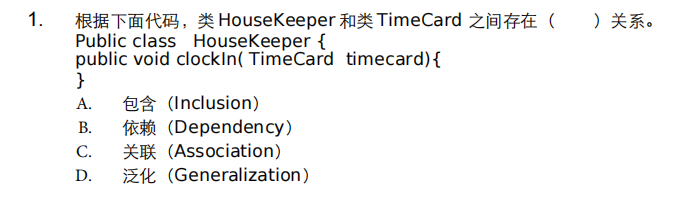 1. 根据下面代码，类 HouseKeeper 和类 TimeCard 之间存在（　　）关系。
Public class HouseKeeper {
public void clockIn( TimeCard timecard){
}
A. 包含（Inclusion）
B. 依赖（Dependency）
C. 关联（Association）
D. 泛化（Generalization）